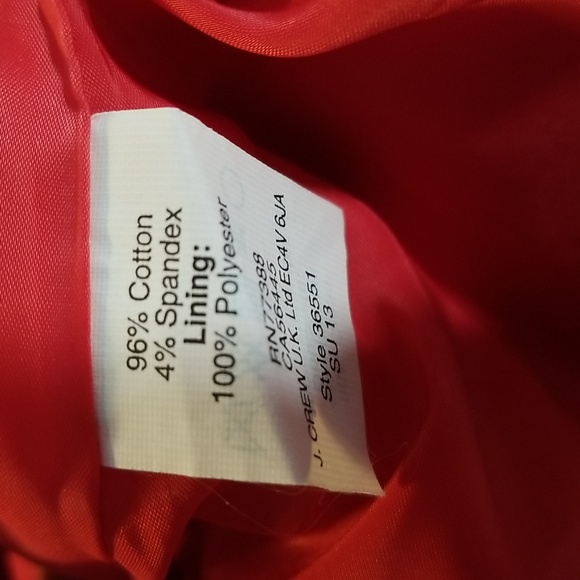 96% Cotton
4% Spandex
Lining:
100% Polyester
RN77388
CA56445
J. CREW U.K. Ltd EC4V 6JA
Style 36551
SU 13